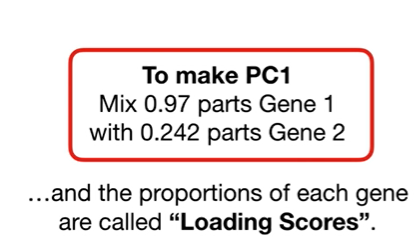 To make PC1
Mix 0.97 parts Gene 1
with 0.242 parts Gene 2
…and the proportions of each gene
are called “Loading Scores”.